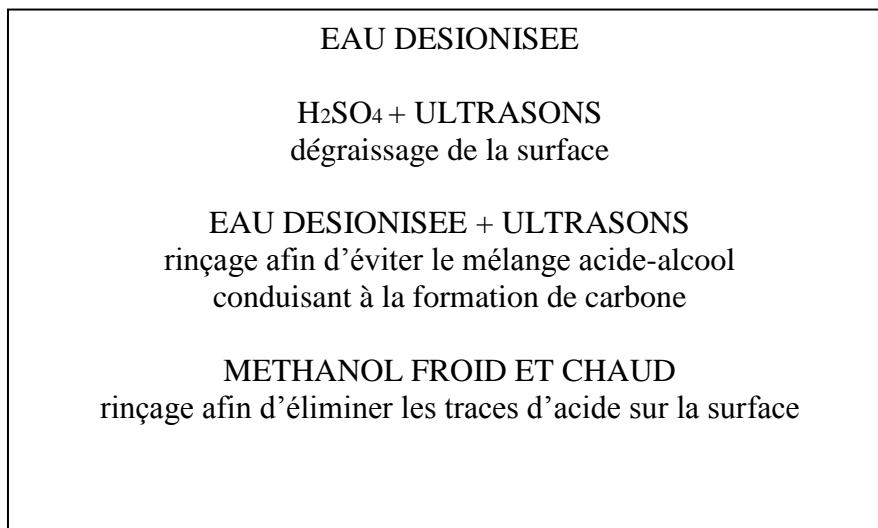 EAU DESIONISEE
H2SO4 + ULTRASONS
dégraissage de la surface
EAU DESIONISEE + ULTRASONS
rinçage afin d’éviter le mélange acide-alcool
conduisant à la formation de carbone
METHANOL FROID ET CHAUD
rinçage afin d’éliminer les traces d’acide sur la surface